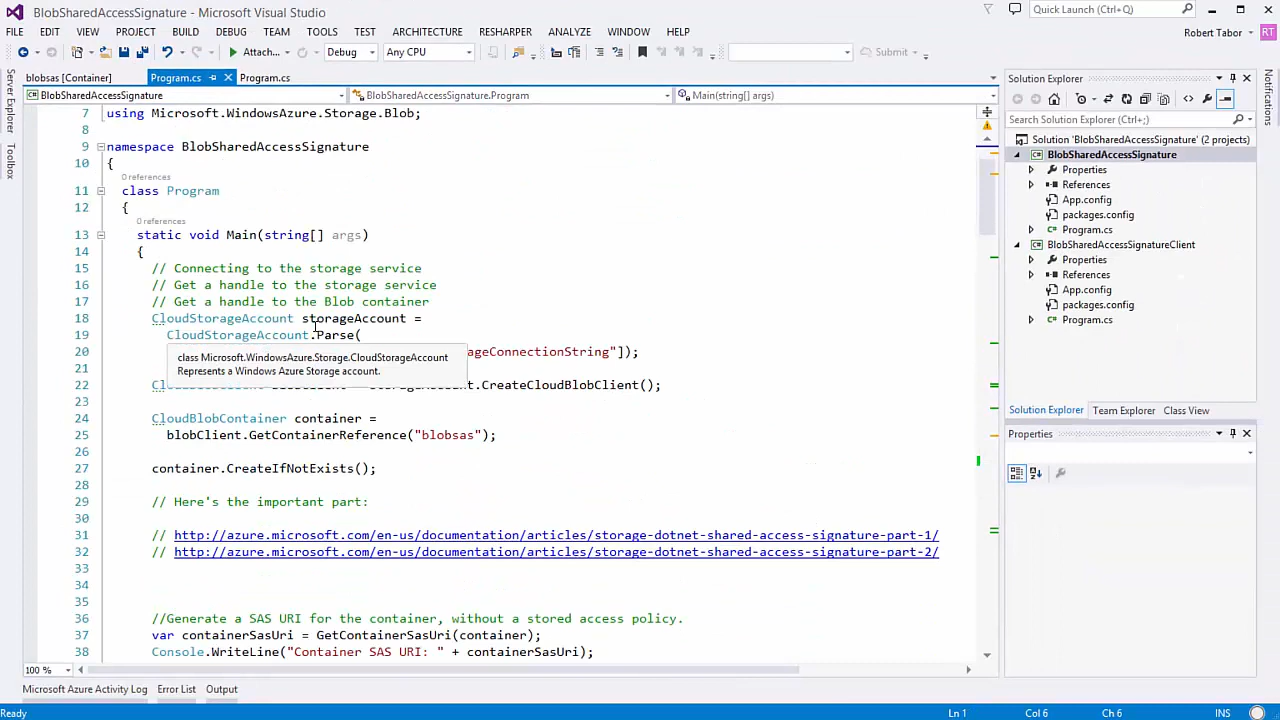 BlobSharedAccessSignature - Microsoft Visual Studio
Quick Launch (Ctrl+Q)
FILE EDIT VIEW PROJECT BUILD DEBUG TEAM TOOLS TEST ARCHITECTURE RESHARPER ANALYZE WINDOW HELP
Robert Tabor RT
Attach... Debug Any CPU Submit
Server Explorer
Toolbox
blobsas [Container] Program.cs Program.cs
BlobSharedAccessSignature BlobSharedAccessSignature.Program Main(string[] args)
7 using Microsoft.WindowsAzure.Storage.Blob;
8
9 namespace BlobSharedAccessSignature
10 {
0 references
11 class Program
12 {
0 references
13 static void Main(string[] args)
14 {
15 // Connecting to the storage service
16 // Get a handle to the storage service
17 // Get a handle to the Blob container
18 CloudStorageAccount storageAccount =
19 CloudStorageAccount.Parse(
20 ageConnectionString"]);
class Microsoft.WindowsAzure.Storage.CloudStorageAccount
Represents a Windows Azure Storage account.
21
22 .CreateCloudBlobClient();
23
24 CloudBlobContainer container =
25 blobClient.GetContainerReference("blobsas");
26
27 container.CreateIfNotExists();
28
29 // Here's the important part:
30
31 // http://azure.microsoft.com/en-us/documentation/articles/storage-dotnet-shared-access-signature-part-1/
32 // http://azure.microsoft.com/en-us/documentation/articles/storage-dotnet-shared-access-signature-part-2/
33
34
35
36 //Generate a SAS URI for the container, without a stored access policy.
37 var containerSasUri = GetContainerSasUri(container);
38 Console.WriteLine("Container SAS URI: " + containerSasUri);
100 %
Microsoft Azure Activity Log Error List Output
Ready Ln 1 Col 6 Ch 6 INS
Solution Explorer
Search Solution Explorer (Ctrl+;)
Solution 'BlobSharedAccessSignature' (2 projects)
BlobSharedAccessSignature
Properties
References
App.config
packages.config
Program.cs
BlobSharedAccessSignatureClient
Properties
References
App.config
packages.config
Program.cs
Solution Explorer Team Explorer Class View
Properties
Notifications